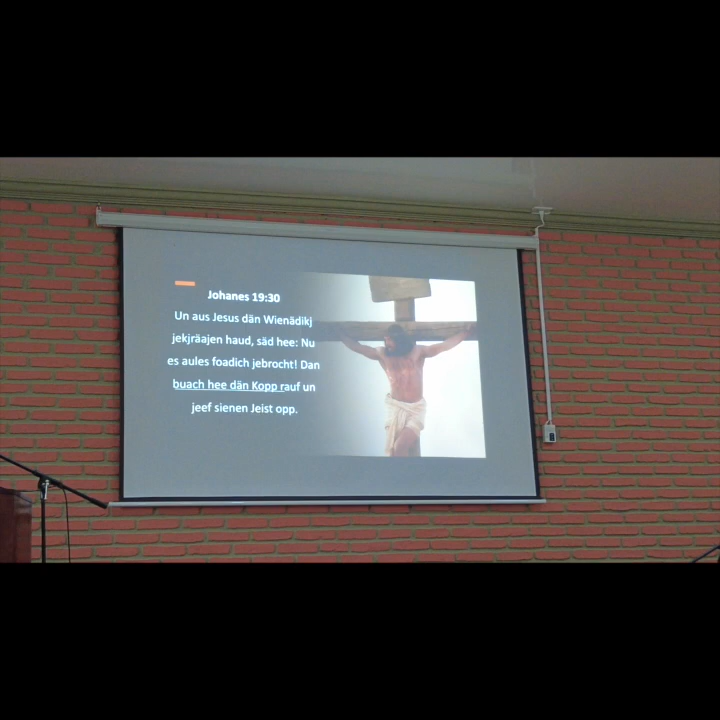 Johanes 19:30
Un aus Jesus dän Wienädikj
jekjrääjen haud, säd hee: Nu
es aules foadich jebrocht! Dan
buach hee dän Kopp rauf un
jeef sienen Jeist opp.